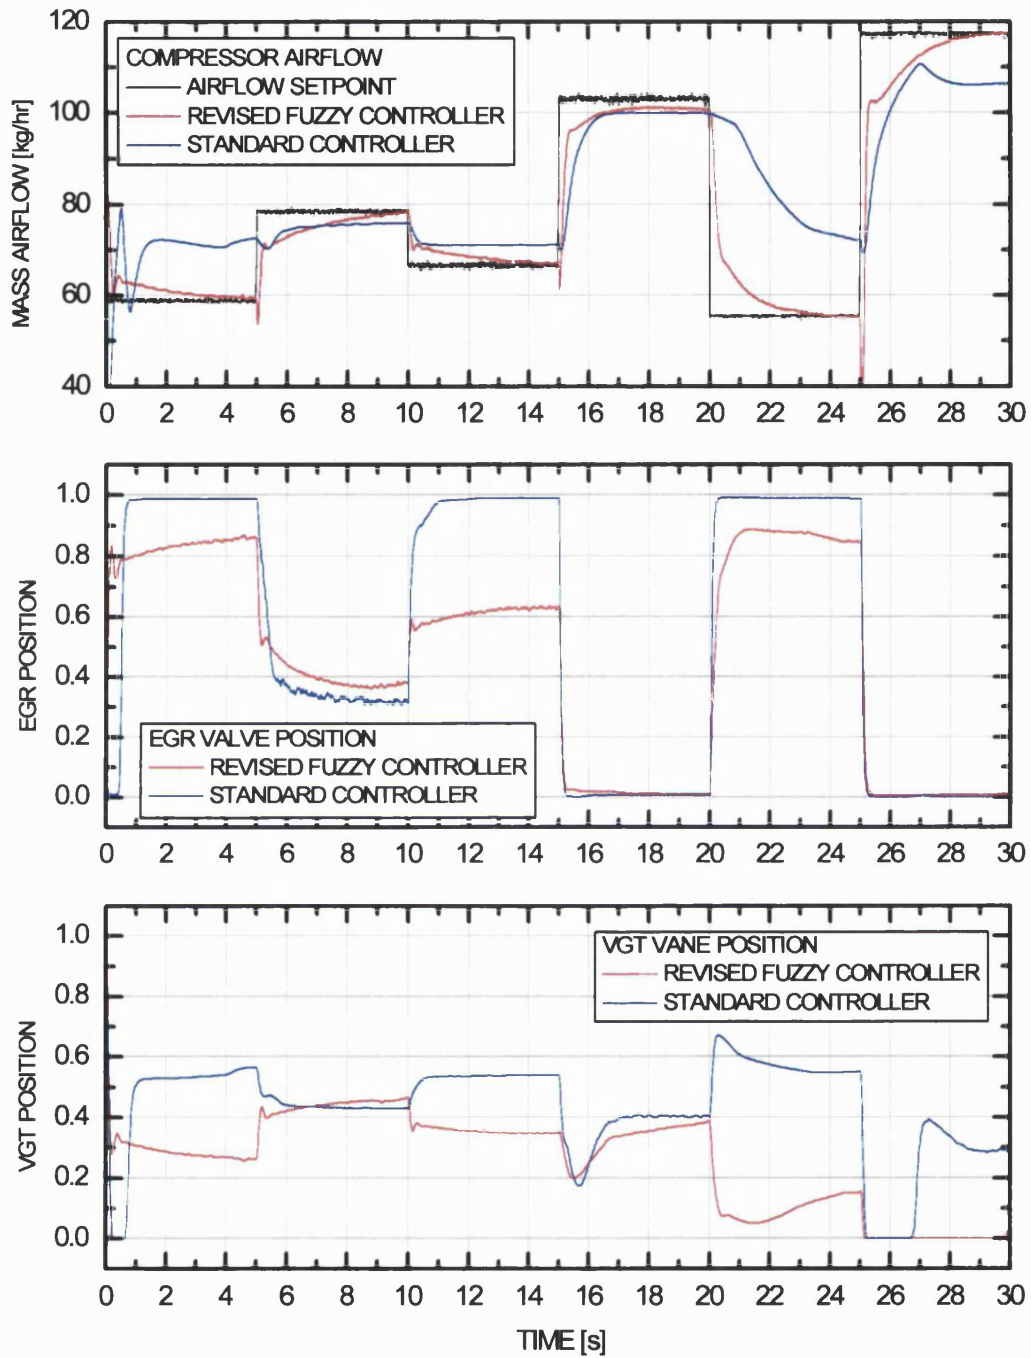 120
100
80
60
40
MASS AIRFLOW [kg/hr]
COMPRESSOR AIRFLOW
AIRFLOW SETPOINT
REVISED FUZZY CONTROLLER
STANDARD CONTROLLER
0 2 4 6 8 10 12 14 16 18 20 22 24 26 28 30
1.0
0.8
0.6
0.4
0.2
0.0
EGR POSITION
EGR VALVE POSITION
REVISED FUZZY CONTROLLER
STANDARD CONTROLLER
0 2 4 6 8 10 12 14 16 18 20 22 24 26 28 30
1.0
0.8
0.6
0.4
0.2
0.0
VGT POSITION
VGT VANE POSITION
REVISED FUZZY CONTROLLER
STANDARD CONTROLLER
0 2 4 6 8 10 12 14 16 18 20 22 24 26 28 30
TIME [s]